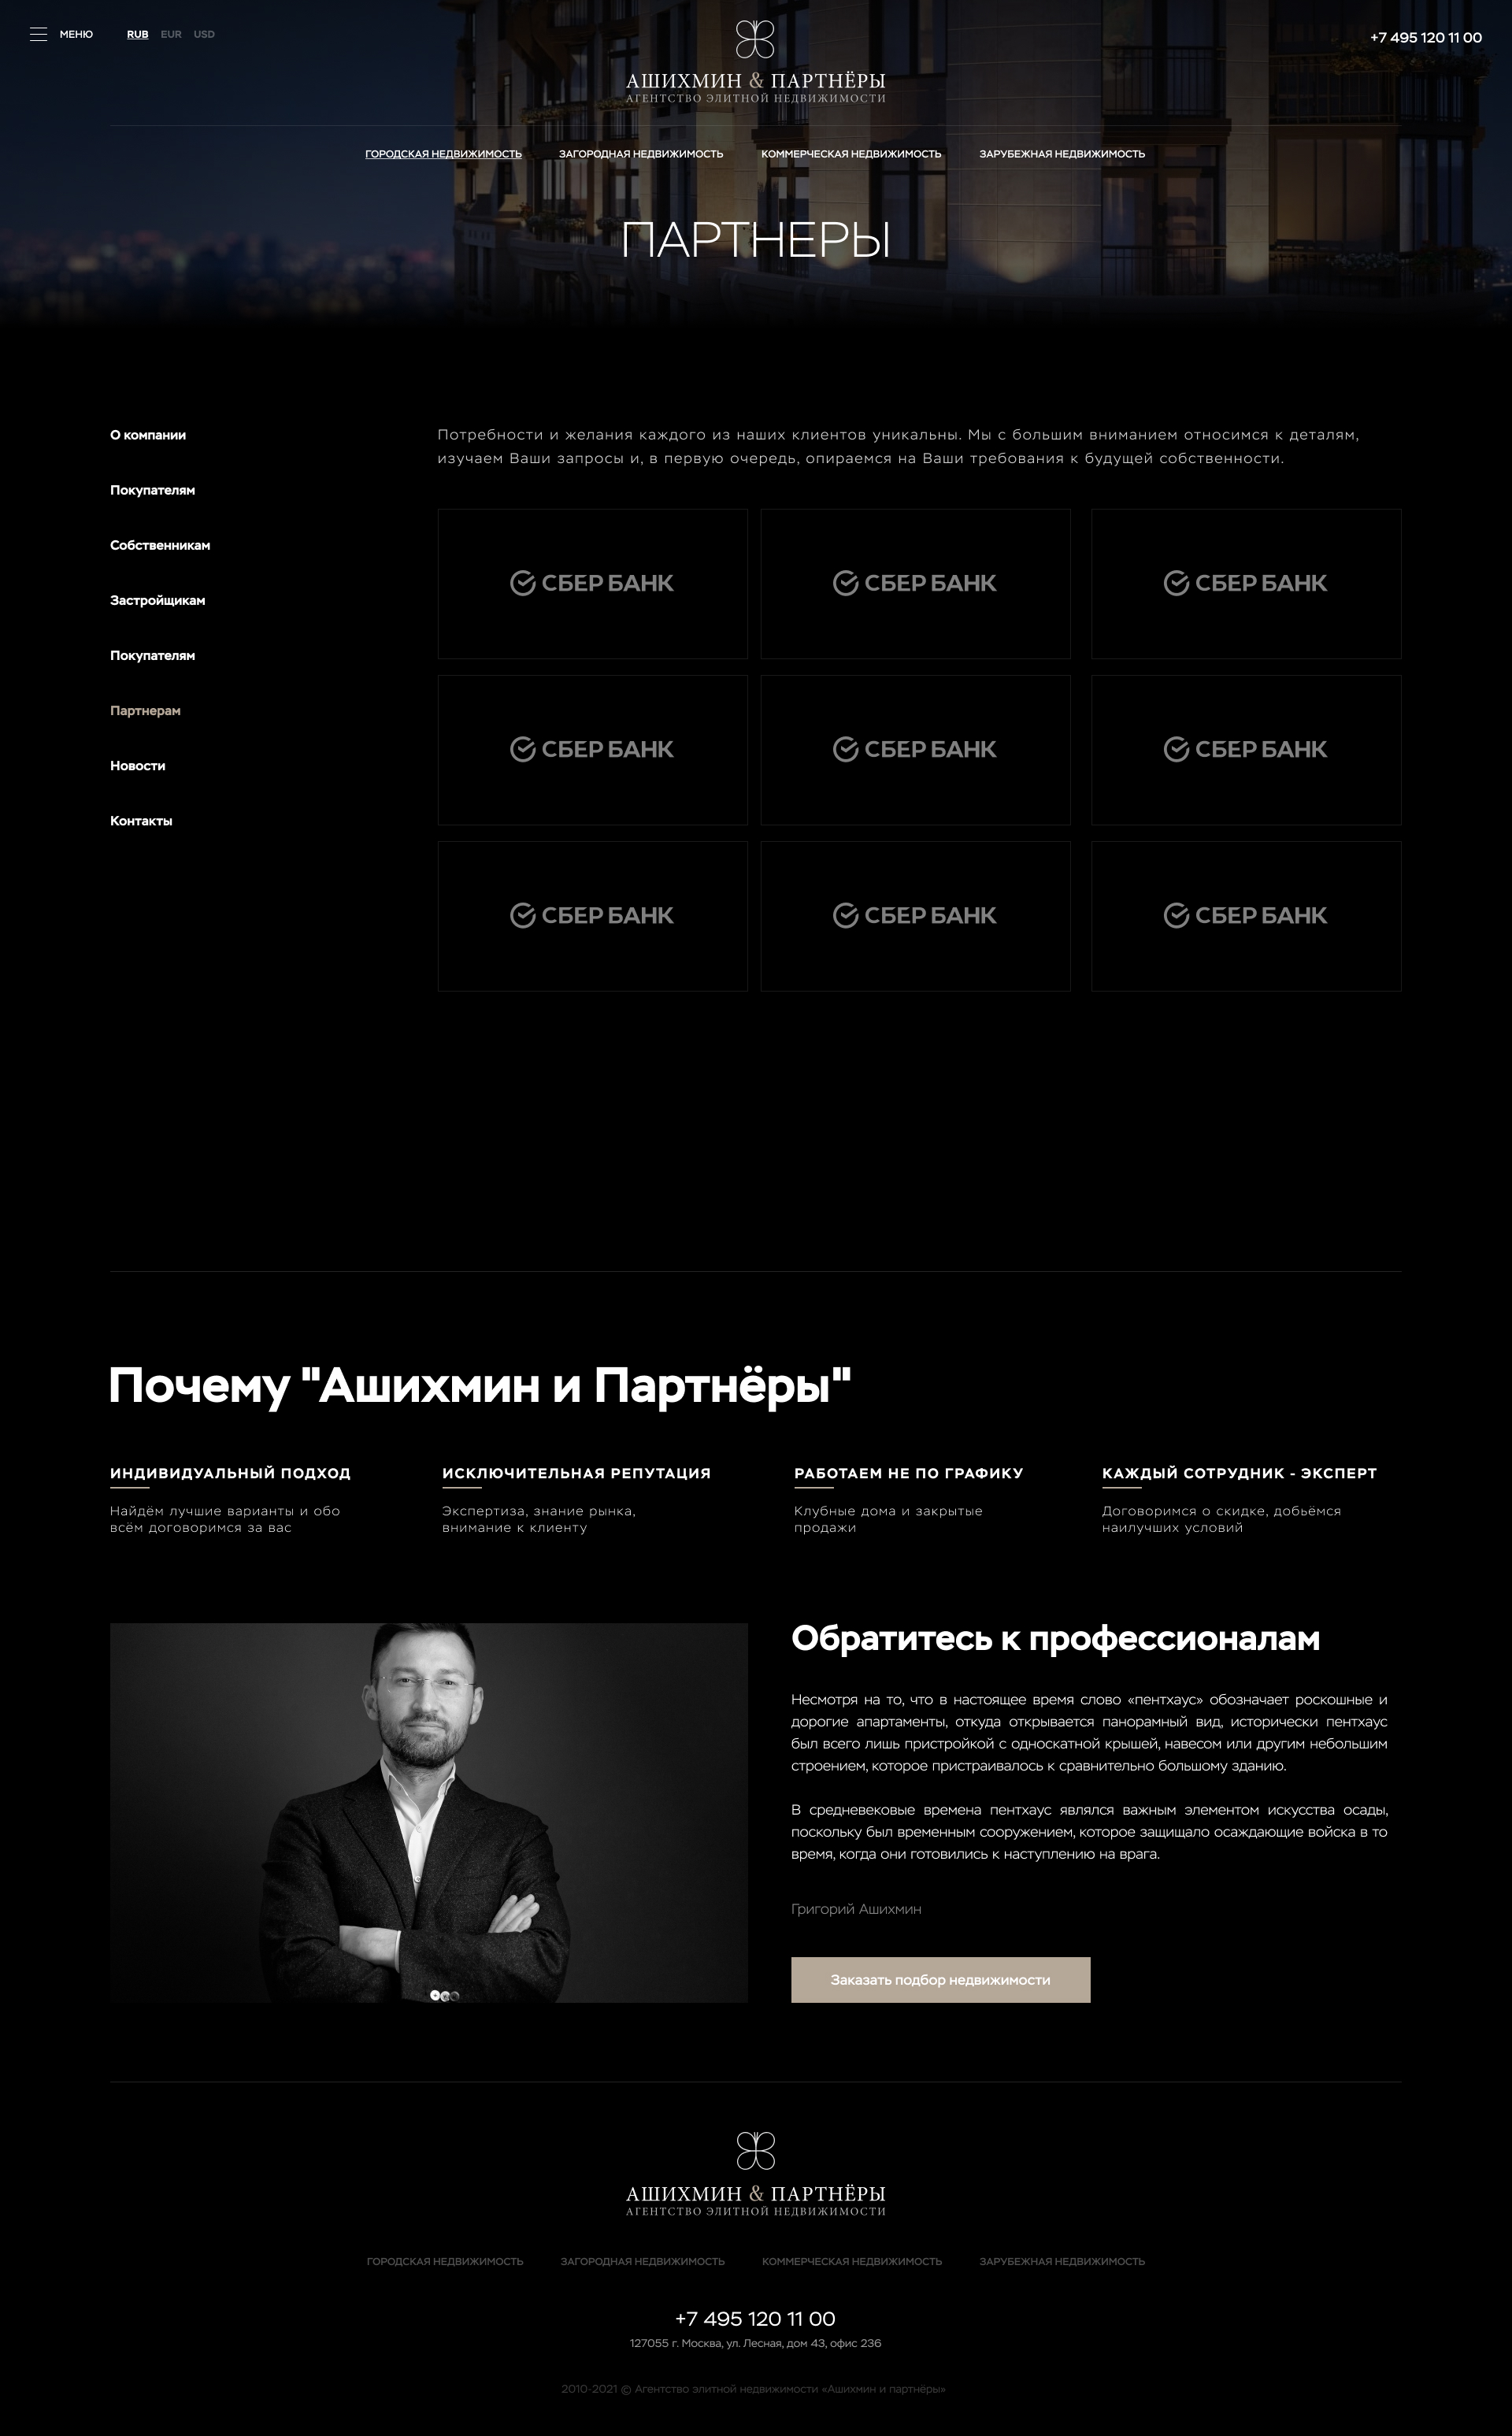 МЕНЮ RUB EUR USD
+7 495 120 11 00
АШИХМИН & ПАРТНЁРЫ
АГЕНТСТВО ЭЛИТНОЙ НЕДВИЖИМОСТИ
ГОРОДСКАЯ НЕДВИЖИМОСТЬ ЗАГОРОДНАЯ НЕДВИЖИМОСТЬ КОММЕРЧЕСКАЯ НЕДВИЖИМОСТЬ ЗАРУБЕЖНАЯ НЕДВИЖИМОСТЬ
ПАРТНЕРЫ
О компании
Покупателям
Собственникам
Застройщикам
Покупателям
Партнерам
Новости
Контакты
Потребности и желания каждого из наших клиентов уникальны. Мы с большим вниманием относимся к деталям,
изучаем Ваши запросы и, в первую очередь, опираемся на Ваши требования к будущей собственности.
СБЕР БАНК СБЕР БАНК СБЕР БАНК
СБЕР БАНК СБЕР БАНК СБЕР БАНК
СБЕР БАНК СБЕР БАНК СБЕР БАНК
Почему "Ашихмин и Партнёры"
ИНДИВИДУАЛЬНЫЙ ПОДХОД
Найдём лучшие варианты и обо
всём договоримся за вас
ИСКЛЮЧИТЕЛЬНАЯ РЕПУТАЦИЯ
Экспертиза, знание рынка,
внимание к клиенту
РАБОТАЕМ НЕ ПО ГРАФИКУ
Клубные дома и закрытые
продажи
КАЖДЫЙ СОТРУДНИК - ЭКСПЕРТ
Договоримся о скидке, добьёмся
наилучших условий
Обратитесь к профессионалам
Несмотря на то, что в настоящее время слово «пентхаус» обозначает роскошные и
дорогие апартаменты, откуда открывается панорамный вид, исторически пентхаус
был всего лишь пристройкой с односкатной крышей, навесом или другим небольшим
строением, которое пристраивалось к сравнительно большому зданию.
В средневековые времена пентхаус являлся важным элементом искусства осады,
поскольку был временным сооружением, которое защищало осаждающие войска в то
время, когда они готовились к наступлению на врага.
Григорий Ашихмин
Заказать подбор недвижимости
АШИХМИН & ПАРТНЁРЫ
АГЕНТСТВО ЭЛИТНОЙ НЕДВИЖИМОСТИ
ГОРОДСКАЯ НЕДВИЖИМОСТЬ ЗАГОРОДНАЯ НЕДВИЖИМОСТЬ КОММЕРЧЕСКАЯ НЕДВИЖИМОСТЬ ЗАРУБЕЖНАЯ НЕДВИЖИМОСТЬ
+7 495 120 11 00
127055 г. Москва, ул. Лесная, дом 43, офис 236
2010-2021 © Агентство элитной недвижимости «Ашихмин и партнёры»